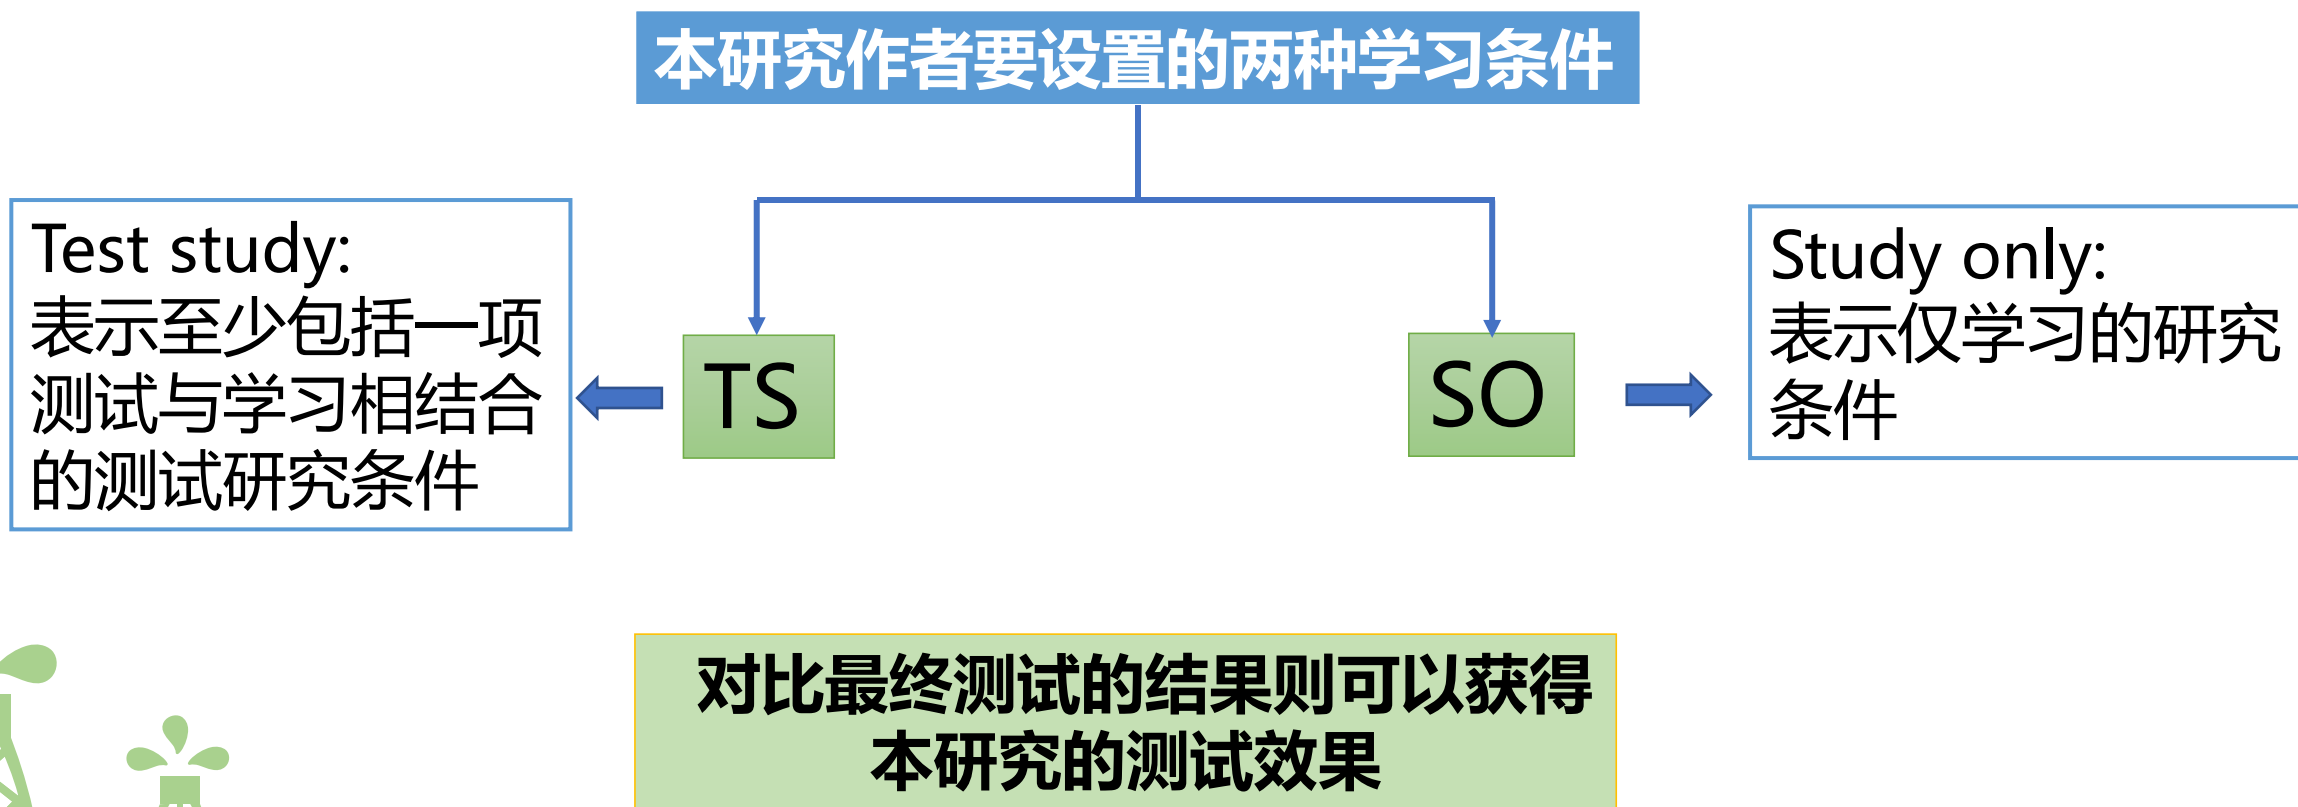 本研究作者要设置的两种学习条件
Test study:
表示至少包括一项
测试与学习相结合
的测试研究条件
TS
SO
Study only:
表示仅学习的研究
条件
对比最终测试的结果则可以获得
本研究的测试效果